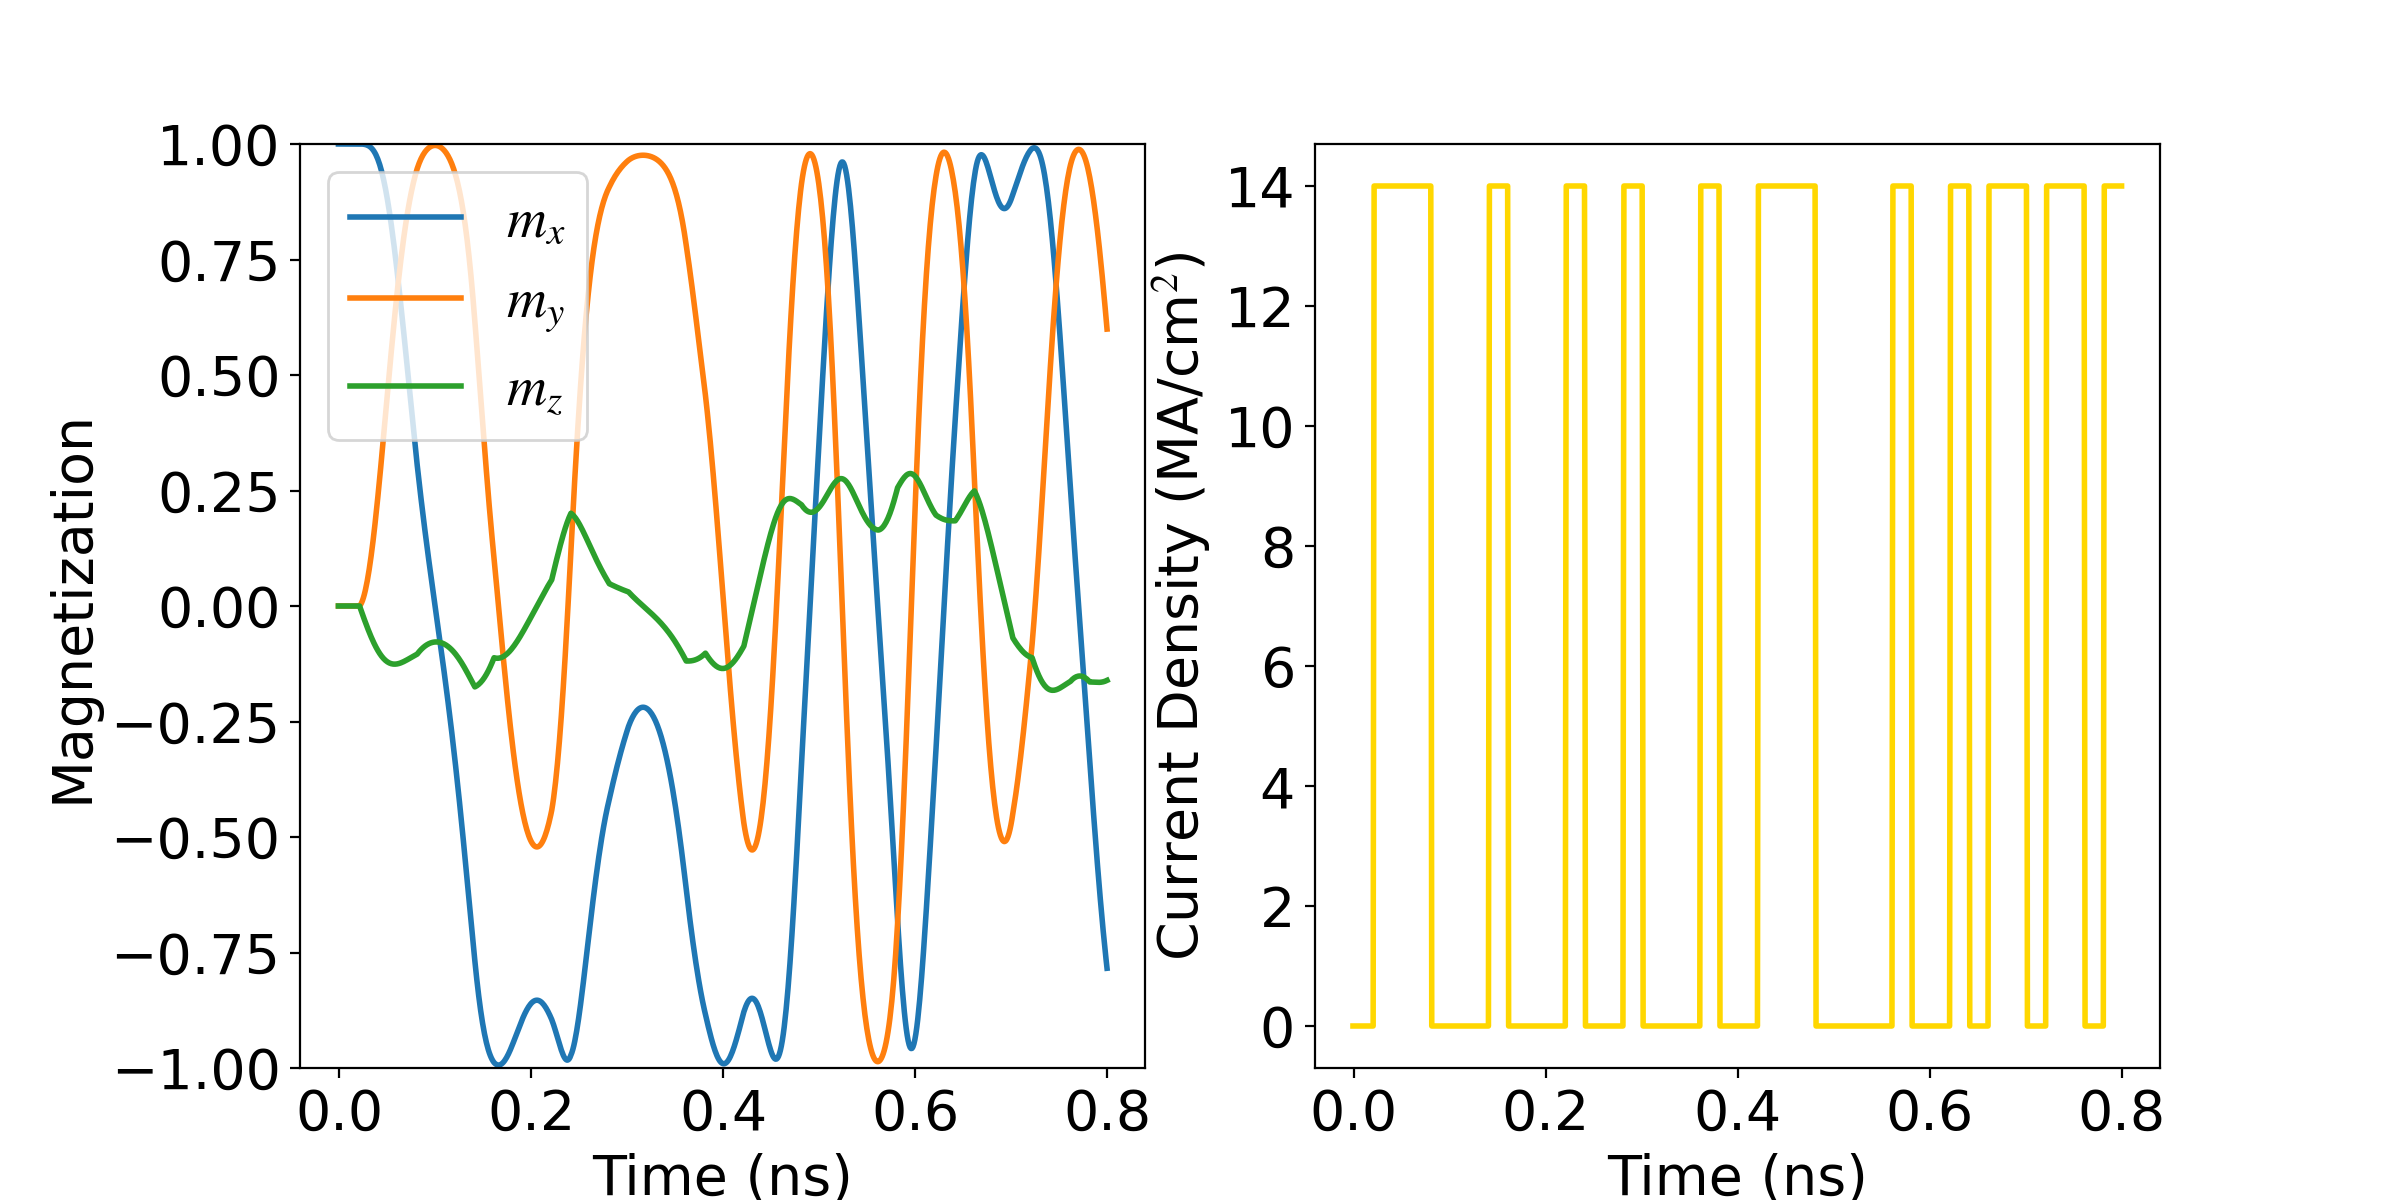 Magnetization
1.00
0.75
0.50
0.25
0.00
−0.25
−0.50
−0.75
−1.00
m_x
m_y
m_z
0.0 0.2 0.4 0.6 0.8
Time (ns)
Current Density (MA/cm²)
14
12
10
8
6
4
2
0
0.0 0.2 0.4 0.6 0.8
Time (ns)